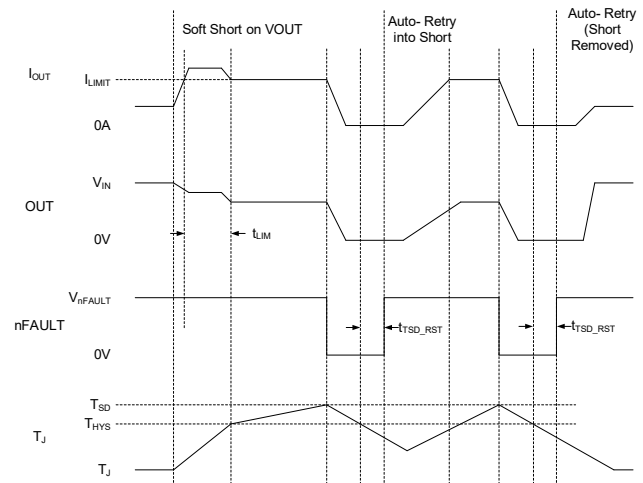 Soft Short on VOUT
Auto- Retry
into Short
Auto- Retry
(Short
Removed)
IOUT
ILIMIT
0A
VIN
OUT
0V
tLIM
VnFAULT
nFAULT
tTSD_RST
tTSD_RST
0V
TSD
THYS
TJ
TJ